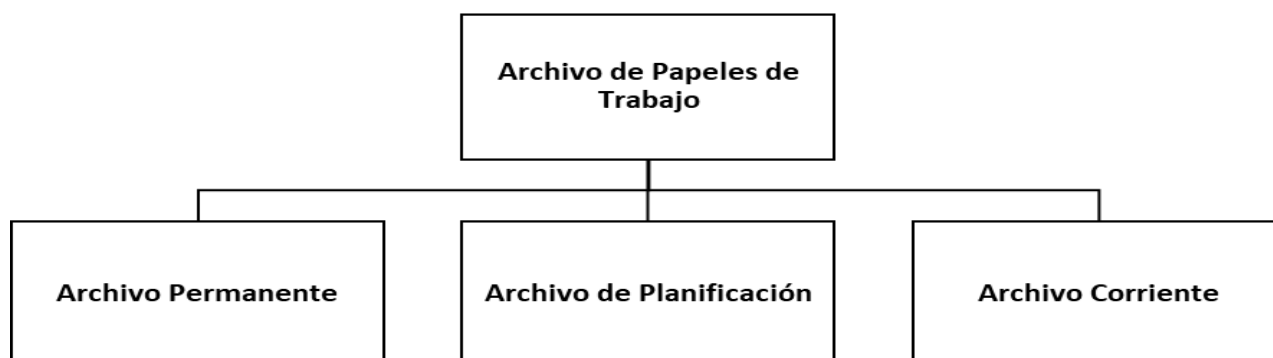 Archivo de Papeles de
Trabajo
Archivo Permanente
Archivo de Planificación
Archivo Corriente